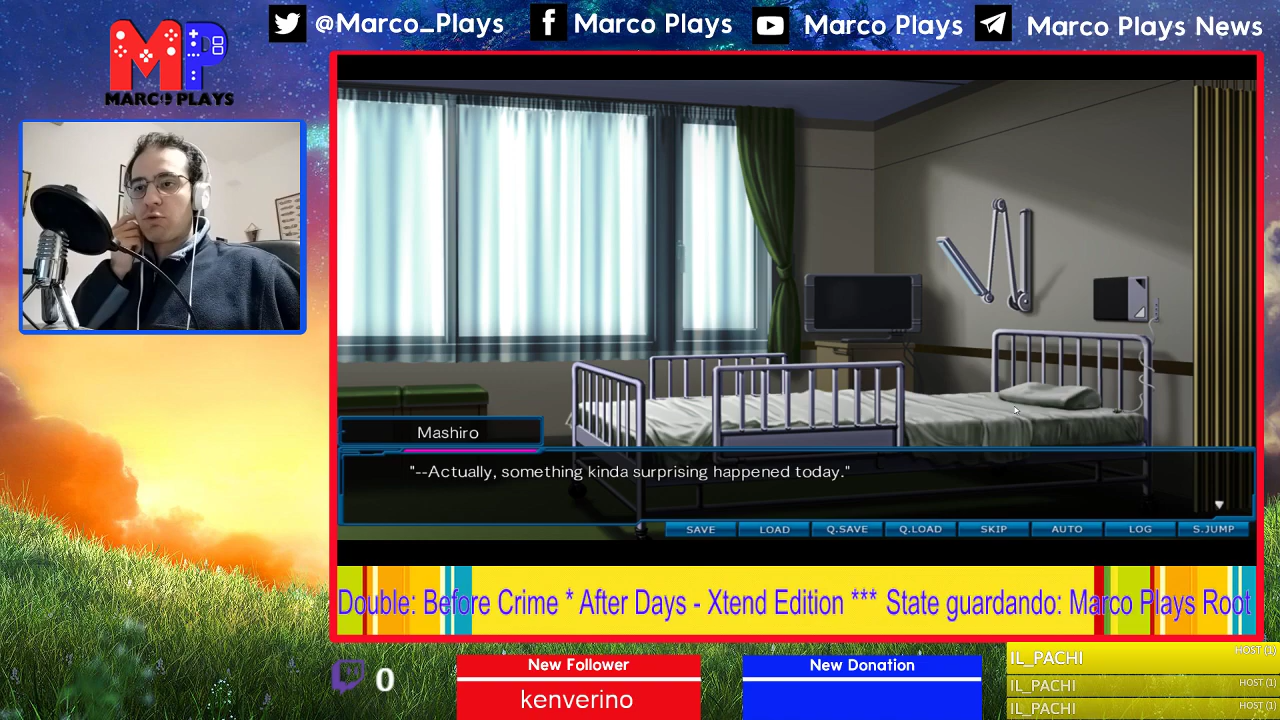 @Marco_Plays
Marco Plays
Marco Plays
Marco Plays News
MP
MARCO PLAYS
Mashiro
"--Actually, something kinda surprising happened today."
SAVE
LOAD
Q.SAVE
Q.LOAD
SKIP
AUTO
LOG
S.JUMP
Double: Before Crime * After Days - Xtend Edition *** State guardando: Marco Plays Root
0
New Follower
kenverino
New Donation
IL_PACHI HOST (1)
IL_PACHI HOST (1)
IL_PACHI HOST (1)